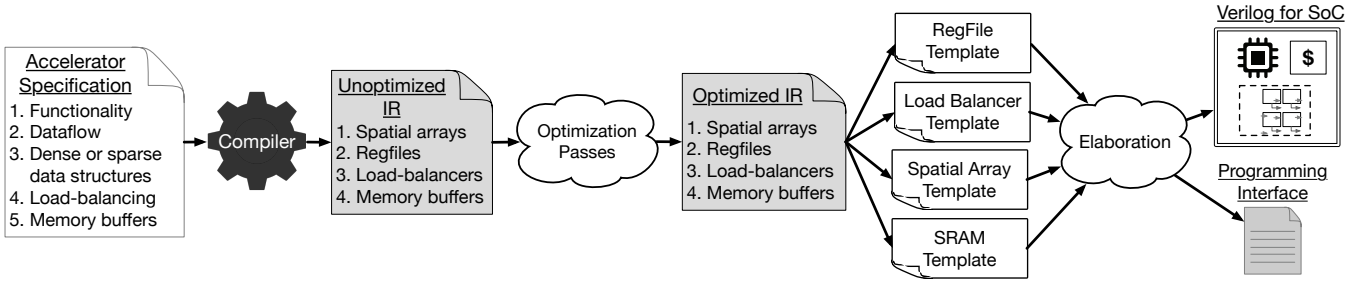 Accelerator
Specification
1. Functionality
2. Dataflow
3. Dense or sparse
data structures
4. Load-balancing
5. Memory buffers
Compiler
Unoptimized
IR
1. Spatial arrays
2. Regfiles
3. Load-balancers
4. Memory buffers
Optimization
Passes
Optimized IR
1. Spatial arrays
2. Regfiles
3. Load-balancers
4. Memory buffers
RegFile
Template
Load Balancer
Template
Spatial Array
Template
SRAM
Template
Elaboration
Verilog for SoC
$
Programming
Interface